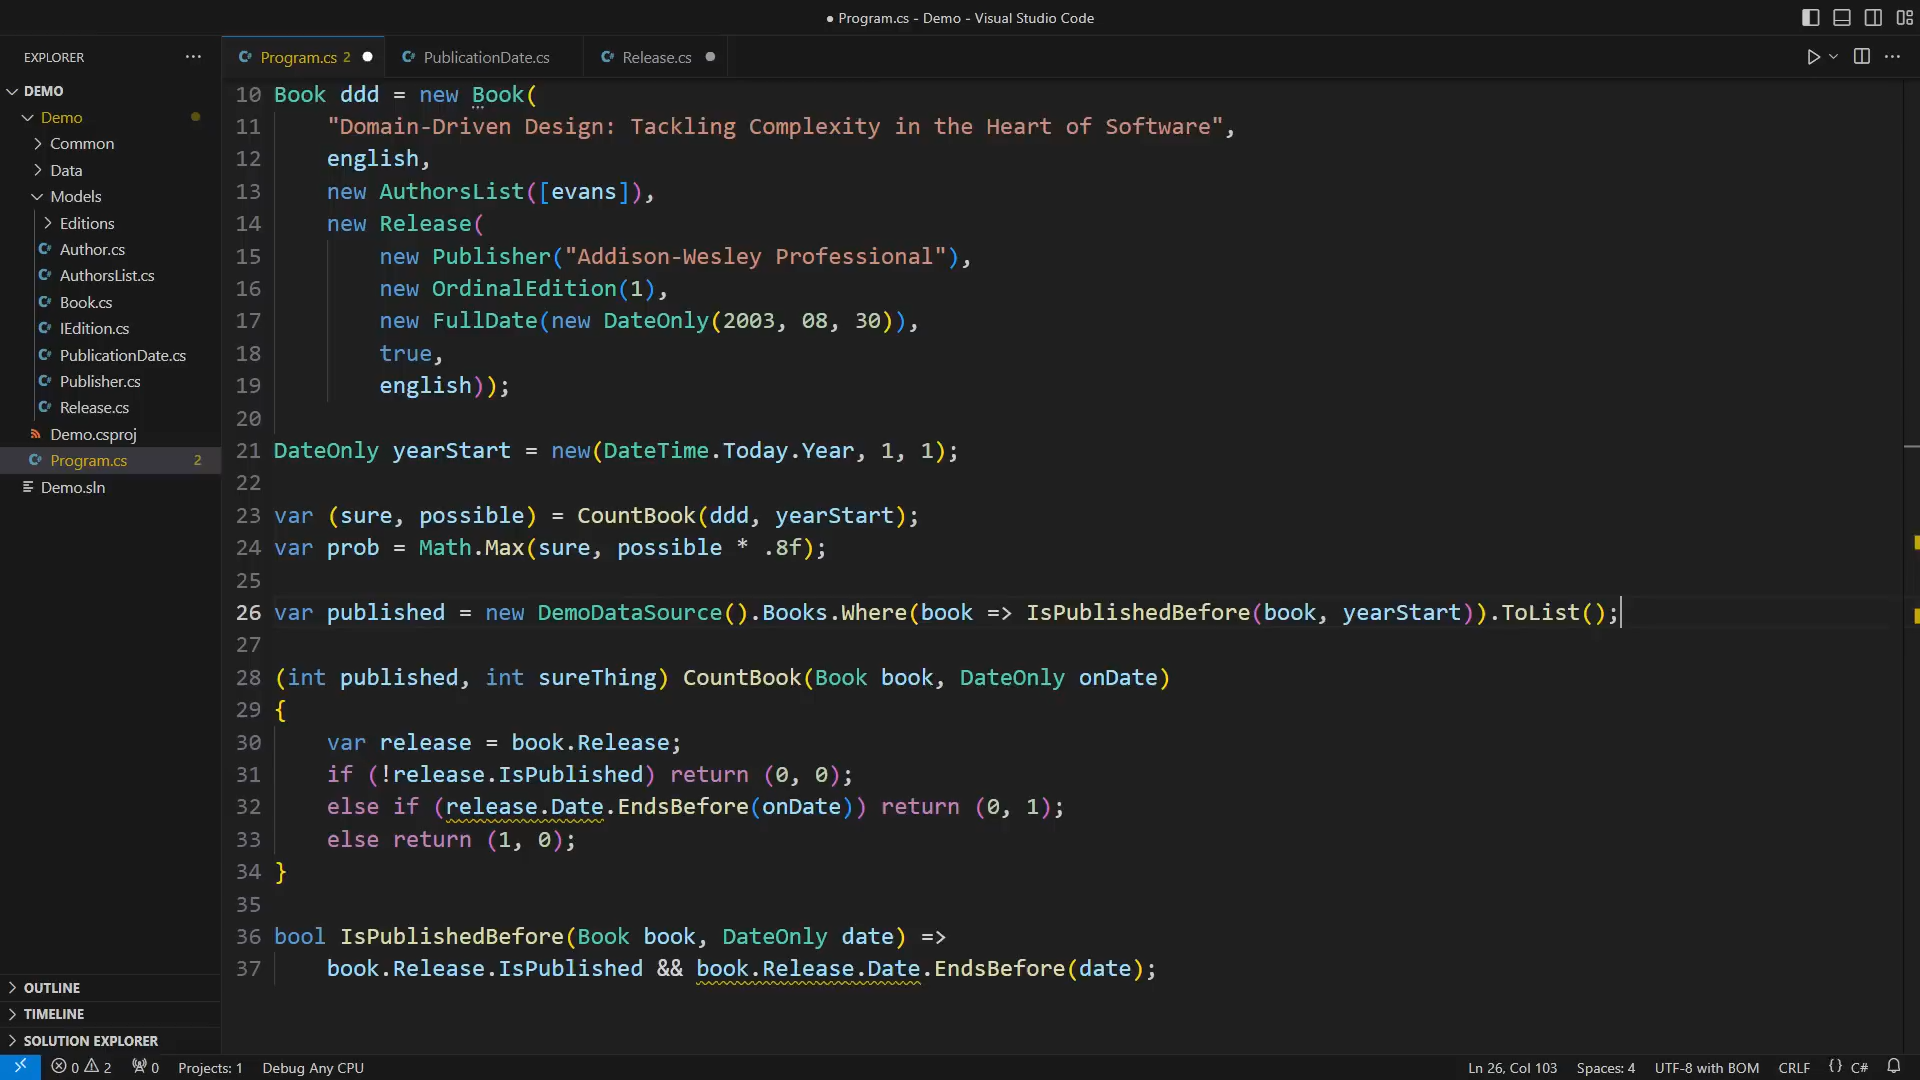 ● Program.cs - Demo - Visual Studio Code
EXPLORER
DEMO
Demo
Common
Data
Models
Editions
Author.cs
AuthorsList.cs
Book.cs
IEdition.cs
PublicationDate.cs
Publisher.cs
Release.cs
Demo.csproj
Program.cs 2
Demo.sln
OUTLINE
TIMELINE
SOLUTION EXPLORER
Program.cs 2 ● PublicationDate.cs Release.cs ●
10 Book ddd = new Book(
11 "Domain-Driven Design: Tackling Complexity in the Heart of Software",
12 english,
13 new AuthorsList([evans]),
14 new Release(
15 new Publisher("Addison-Wesley Professional"),
16 new OrdinalEdition(1),
17 new FullDate(new DateOnly(2003, 08, 30)),
18 true,
19 english));
20
21 DateOnly yearStart = new(DateTime.Today.Year, 1, 1);
22
23 var (sure, possible) = CountBook(ddd, yearStart);
24 var prob = Math.Max(sure, possible * .8f);
25
26 var published = new DemoDataSource().Books.Where(book => IsPublishedBefore(book, yearStart)).ToList();
27
28 (int published, int sureThing) CountBook(Book book, DateOnly onDate)
29 {
30 var release = book.Release;
31 if (!release.IsPublished) return (0, 0);
32 else if (release.Date.EndsBefore(onDate)) return (0, 1);
33 else return (1, 0);
34 }
35
36 bool IsPublishedBefore(Book book, DateOnly date) =>
37 book.Release.IsPublished && book.Release.Date.EndsBefore(date);
0 2 0 Projects: 1 Debug Any CPU Ln 26, Col 103 Spaces: 4 UTF-8 with BOM CRLF {} C#